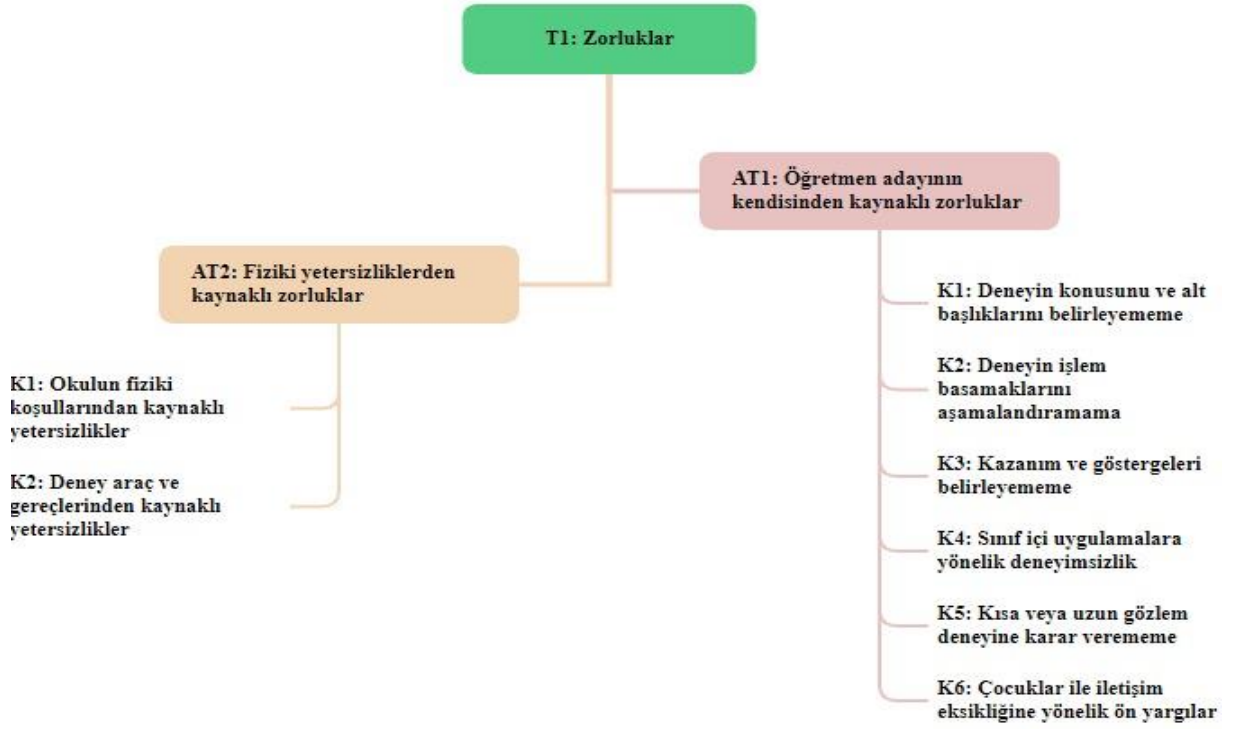 T1: Zorluklar
AT1: Öğretmen adayının
kendisinden kaynaklı zorluklar
K1: Deneyin konusunu ve alt
başlıklarını belirleyememe
K2: Deneyin işlem
basamaklarını
aşamalandıramama
K3: Kazanım ve göstergeleri
belirleyememe
K4: Sınıf içi uygulamalara
yönelik deneyimsizlik
K5: Kısa veya uzun gözlem
deneyine karar verememe
K6: Çocuklar ile iletişim
eksikliğine yönelik ön yargılar
AT2: Fiziki yetersizliklerden
kaynaklı zorluklar
K1: Okulun fiziki
koşullarından kaynaklı
yetersizlikler
K2: Deney araç ve
gereçlerinden kaynaklı
yetersizlikler